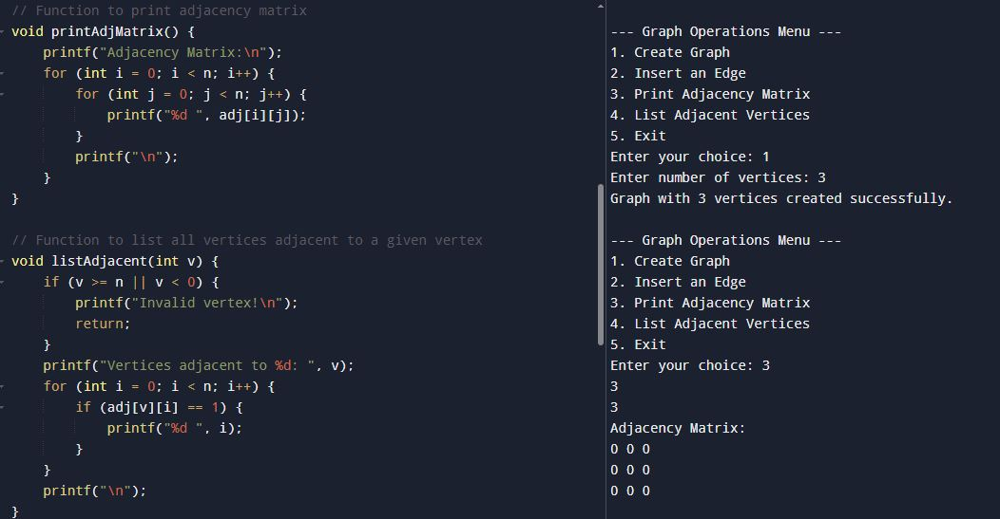 // Function to print adjacency matrix
void printAdjMatrix() {
    printf("Adjacency Matrix:\n");
    for (int i = 0; i < n; i++) {
        for (int j = 0; j < n; j++) {
            printf("%d ", adj[i][j]);
        }
        printf("\n");
    }
}

// Function to list all vertices adjacent to a given vertex
void listAdjacent(int v) {
    if (v >= n || v < 0) {
        printf("Invalid vertex!\n");
        return;
    }
    printf("Vertices adjacent to %d: ", v);
    for (int i = 0; i < n; i++) {
        if (adj[v][i] == 1) {
            printf("%d ", i);
        }
    }
    printf("\n");
}

--- Graph Operations Menu ---
1. Create Graph
2. Insert an Edge
3. Print Adjacency Matrix
4. List Adjacent Vertices
5. Exit
Enter your choice: 1
Enter number of vertices: 3
Graph with 3 vertices created successfully.

--- Graph Operations Menu ---
1. Create Graph
2. Insert an Edge
3. Print Adjacency Matrix
4. List Adjacent Vertices
5. Exit
Enter your choice: 3
3
3
Adjacency Matrix:
0 0 0
0 0 0
0 0 0